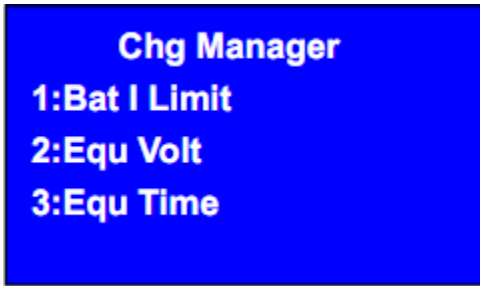 Chg Manager
1:Bat I Limit
2:Equ Volt
3:Equ Time